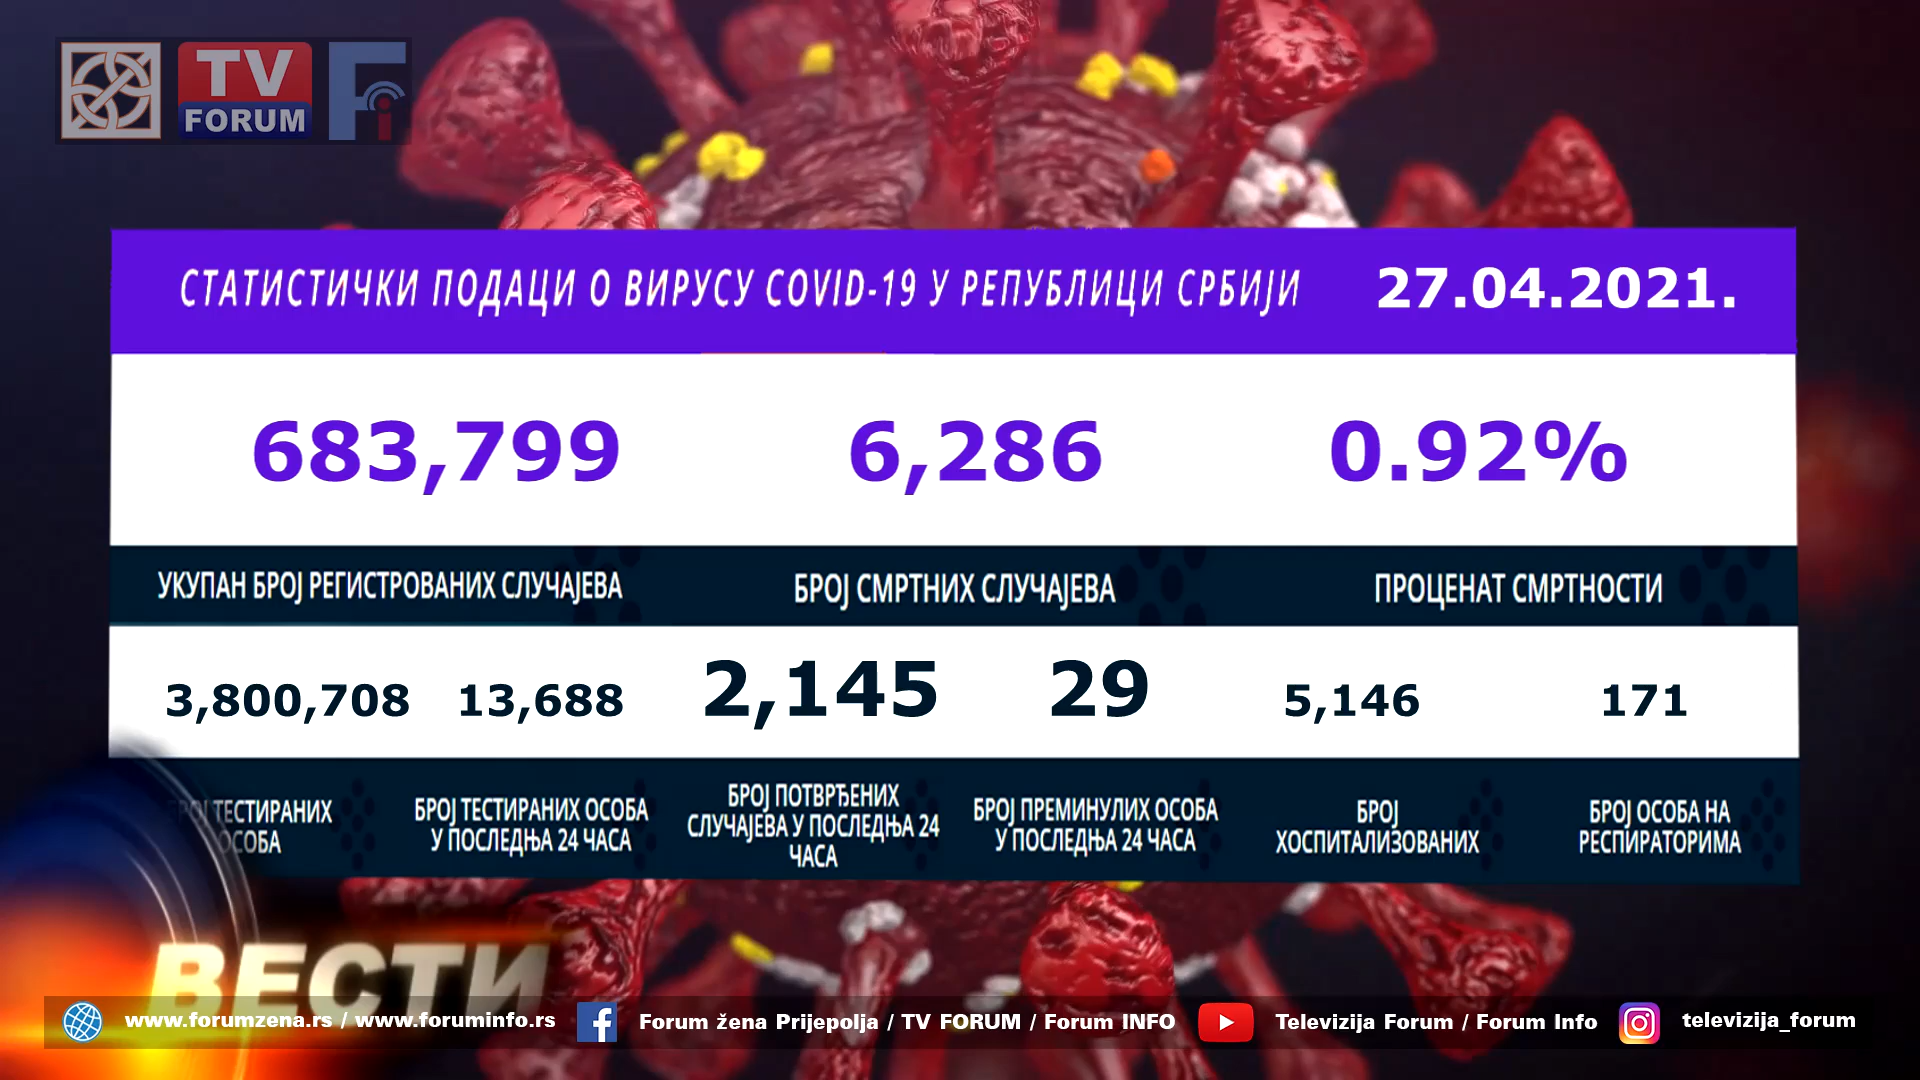 TV
FORUM
Fi
СТАТИСТИЧКИ ПОДАЦИ О ВИРУСУ COVID-19 У РЕПУБЛИЦИ СРБИЈИ 27.04.2021.
683,799 6,286 0.92%
УКУПАН БРОЈ РЕГИСТРОВАНИХ СЛУЧАЈЕВА БРОЈ СМРТНИХ СЛУЧАЈЕВА ПРОЦЕНАТ СМРТНОСТИ
3,800,708 13,688 2,145 29 5,146 171
БРОЈ ТЕСТИРАНИХ
ОСОБА
БРОЈ ТЕСТИРАНИХ ОСОБА
У ПОСЛЕДЊА 24 ЧАСА
БРОЈ ПОТВРЂЕНИХ
СЛУЧАЈЕВА У ПОСЛЕДЊА 24
ЧАСА
БРОЈ ПРЕМИНУЛИХ ОСОБА
У ПОСЛЕДЊА 24 ЧАСА
БРОЈ
ХОСПИТАЛИЗОВАНИХ
БРОЈ ОСОБА НА
РЕСПИРАТОРИМА
ВЕСТИ
www.forumzena.rs / www.foruminfo.rs Forum žena Prijepolja / TV FORUM / Forum INFO Televizija Forum / Forum Info televizija_forum